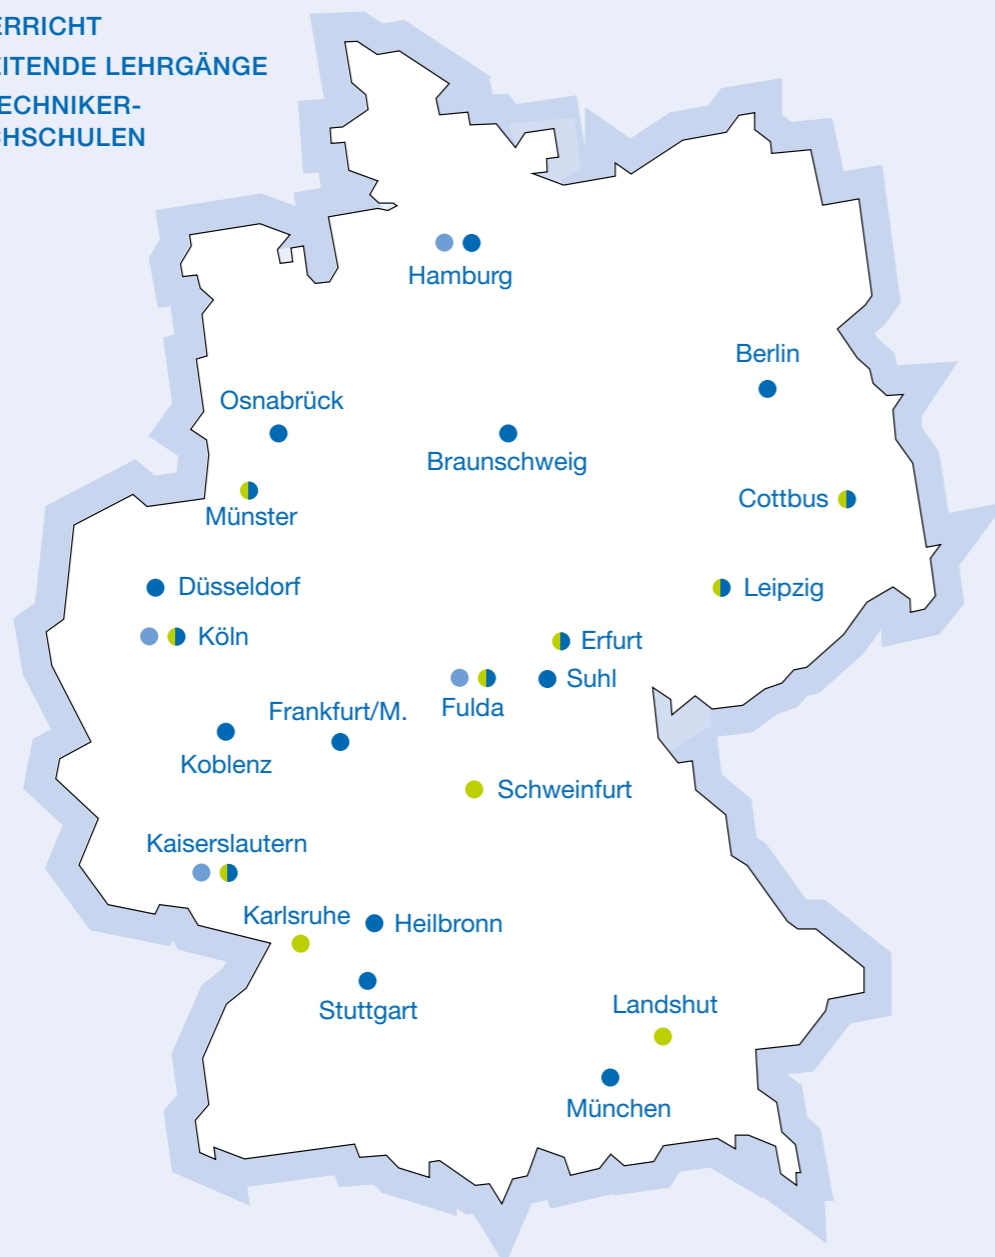 ERRICHT
EITENDE LEHRGÄNGE
ECHNIKER-
CHSCHULEN
Hamburg
Berlin
Osnabrück
Braunschweig
Münster
Cottbus
Düsseldorf
Leipzig
Köln
Erfurt
Suhl
Fulda
Frankfurt/M.
Koblenz
Schweinfurt
Kaiserslautern
Karlsruhe
Heilbronn
Stuttgart
Landshut
München